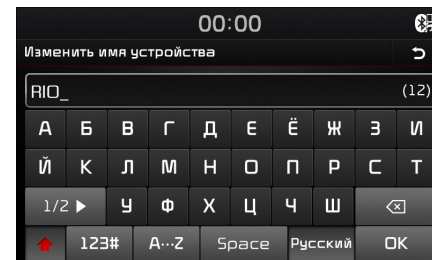 00:00
Изменить имя устройства
RIO_ (12)
А Б В Г Д Е Ё Ж З И
Й К Л М Н О П Р С Т
1/2 ▶ У Ф Х Ц Ч Ш
123# A···Z Space Русский OK